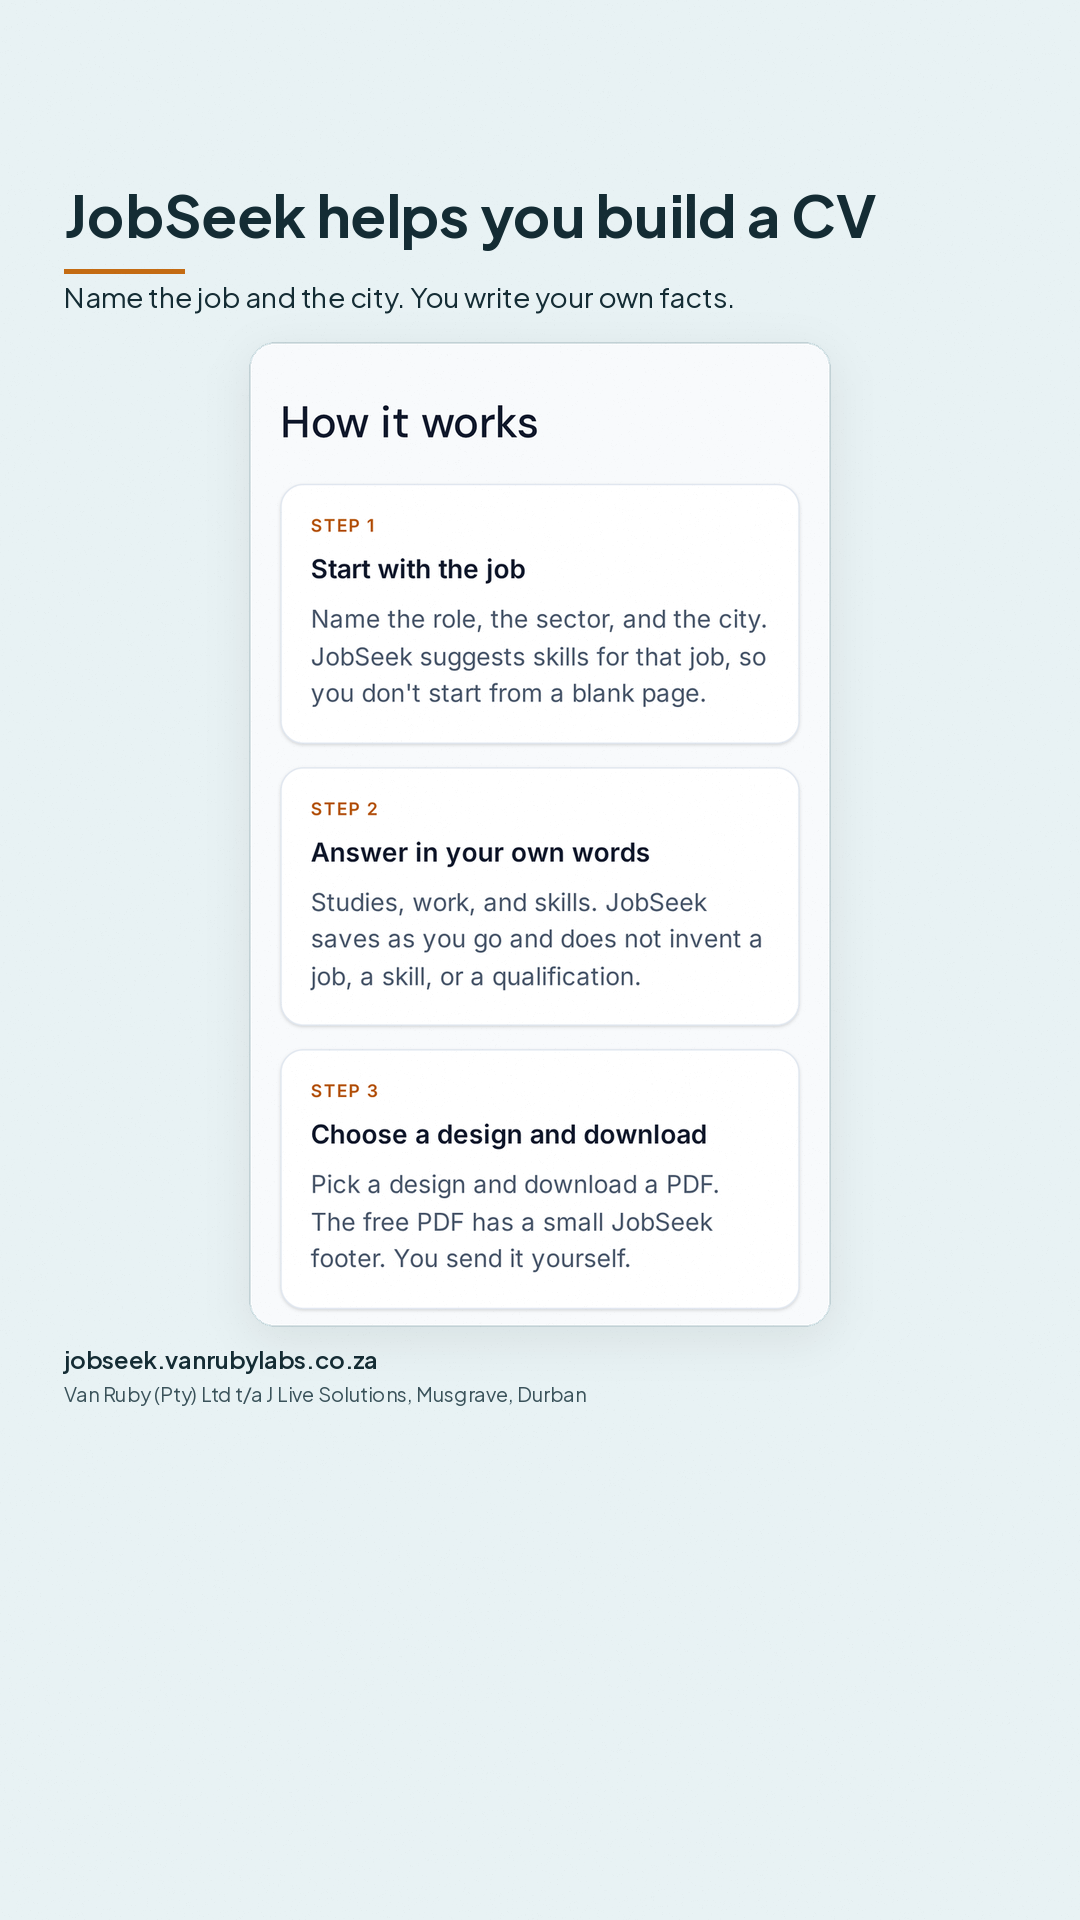 JobSeek helps you build a CV
Name the job and the city. You write your own facts.
How it works
STEP 1
Start with the job
Name the role, the sector, and the city.
JobSeek suggests skills for that job, so
you don't start from a blank page.
STEP 2
Answer in your own words
Studies, work, and skills. JobSeek
saves as you go and does not invent a
job, a skill, or a qualification.
STEP 3
Choose a design and download
Pick a design and download a PDF.
The free PDF has a small JobSeek
footer. You send it yourself.
jobseek.vanrubylabs.co.za
Van Ruby (Pty) Ltd t/a J Live Solutions, Musgrave, Durban